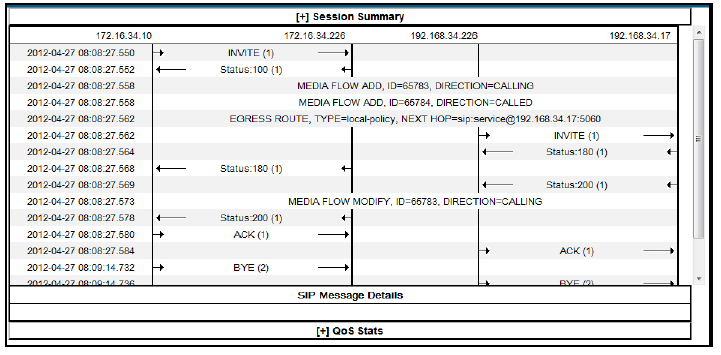 [+] Session Summary
172.16.34.10 172.16.34.226 192.168.34.226 192.168.34.17
2012-04-27 08:08:27.550 INVITE (1)
2012-04-27 08:08:27.552 Status:100 (1)
2012-04-27 08:08:27.558 MEDIA FLOW ADD, ID=65783, DIRECTION=CALLING
2012-04-27 08:08:27.558 MEDIA FLOW ADD, ID=65784, DIRECTION=CALLED
2012-04-27 08:08:27.562 EGRESS ROUTE, TYPE=local-policy, NEXT HOP=sip:service@192.168.34.17:5060
2012-04-27 08:08:27.562 INVITE (1)
2012-04-27 08:08:27.564 Status:180 (1)
2012-04-27 08:08:27.568 Status:180 (1)
2012-04-27 08:08:27.569 Status:200 (1)
2012-04-27 08:08:27.573 MEDIA FLOW MODIFY, ID=65783, DIRECTION=CALLING
2012-04-27 08:08:27.578 Status:200 (1)
2012-04-27 08:08:27.580 ACK (1)
2012-04-27 08:08:27.584 ACK (1)
2012-04-27 08:09:14.732 BYE (2)
2012-04-27 08:09:14.736 BYE (2)
SIP Message Details
[+] QoS Stats